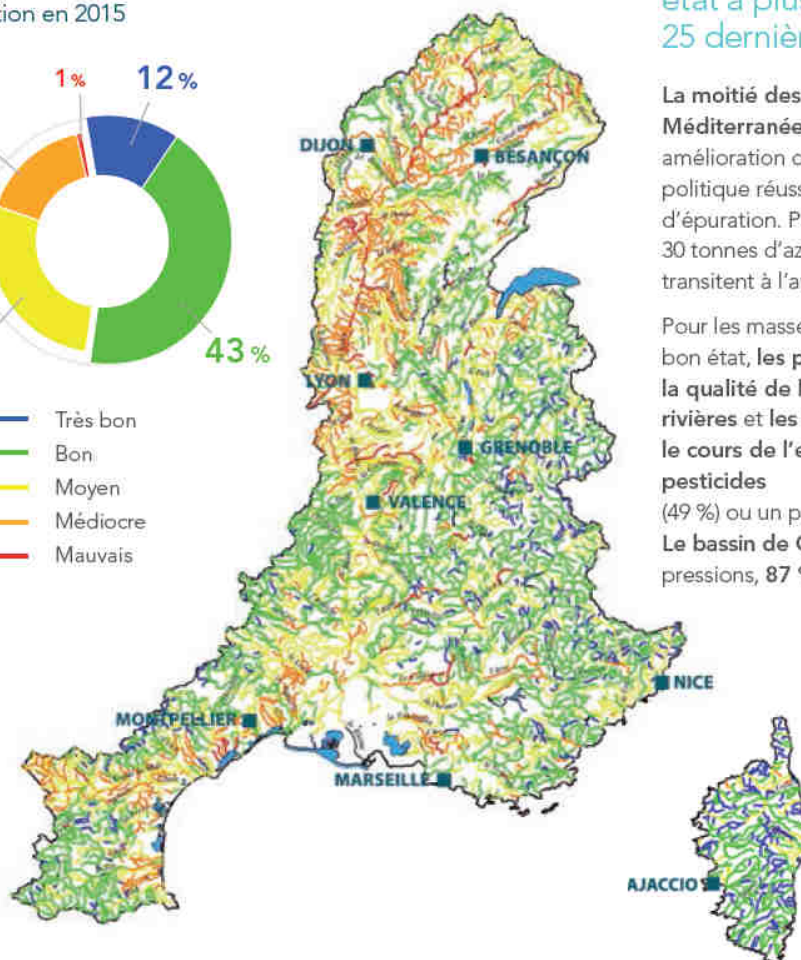 tion en 2015
1 %
12 %
43 %
Très bon
Bon
Moyen
Médiocre
Mauvais
DIJON
BESANÇON
LYON
GRENOBLE
VALENCE
NICE
MONTPELLIER
MARSEILLE
AJACCIO
état à plus
25 dernièr
La moitié des
Méditerranée
amélioration c
politique réuss
d'épuration. P
30 tonnes d'az
transitent à l'a
Pour les masse
bon état, les p
la qualité de l
rivières et les
le cours de l'e
pesticides
(49 %) ou un p
Le bassin de C
pressions, 87 %